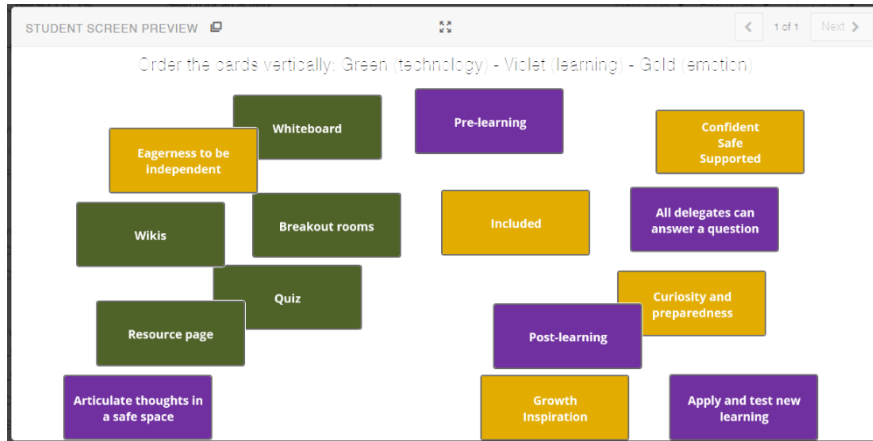 STUDENT SCREEN PREVIEW
1 of 1
Next
Order the cards vertically: Green (technology) - Violet (learning) - Gold (emotion)
Whiteboard
Pre-learning
Confident
Safe
Supported
Eagerness to be
independent
Wikis
Breakout rooms
Included
All delegates can
answer a question
Quiz
Curiosity and
preparedness
Resource page
Post-learning
Articulate thoughts in
a safe space
Growth
Inspiration
Apply and test new
learning